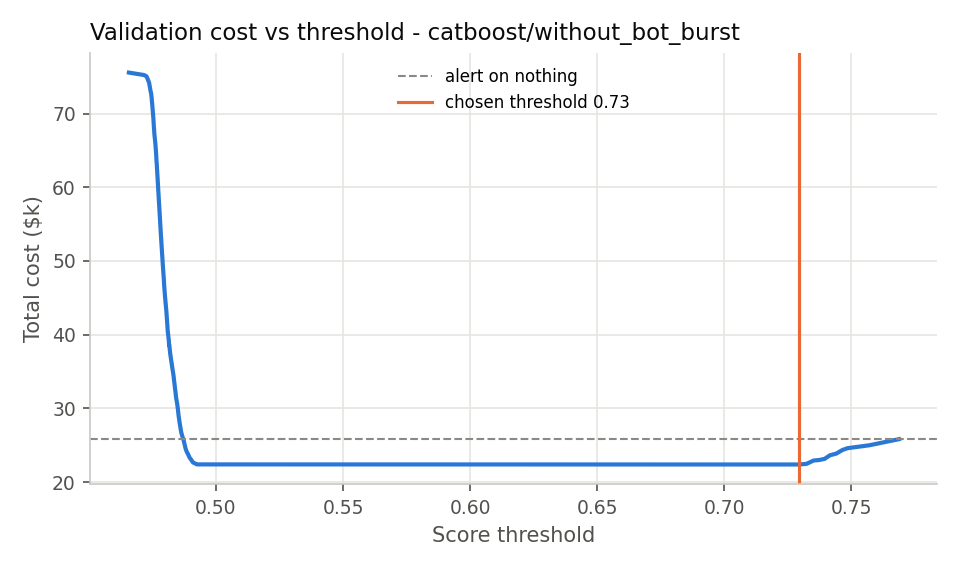 Validation cost vs threshold - catboost/without_bot_burst
alert on nothing
chosen threshold 0.73
Total cost ($k)
70
60
50
40
30
20
0.50 0.55 0.60 0.65 0.70 0.75
Score threshold